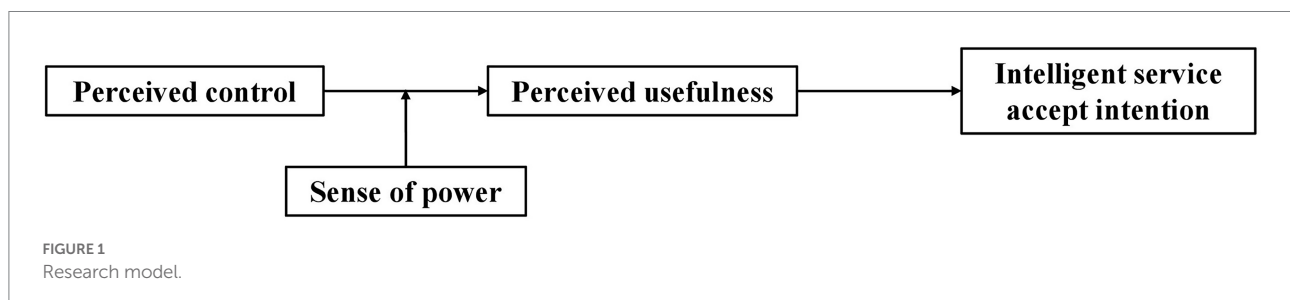 Perceived control
Perceived usefulness
Intelligent service
accept intention
Sense of power
FIGURE 1
Research model.